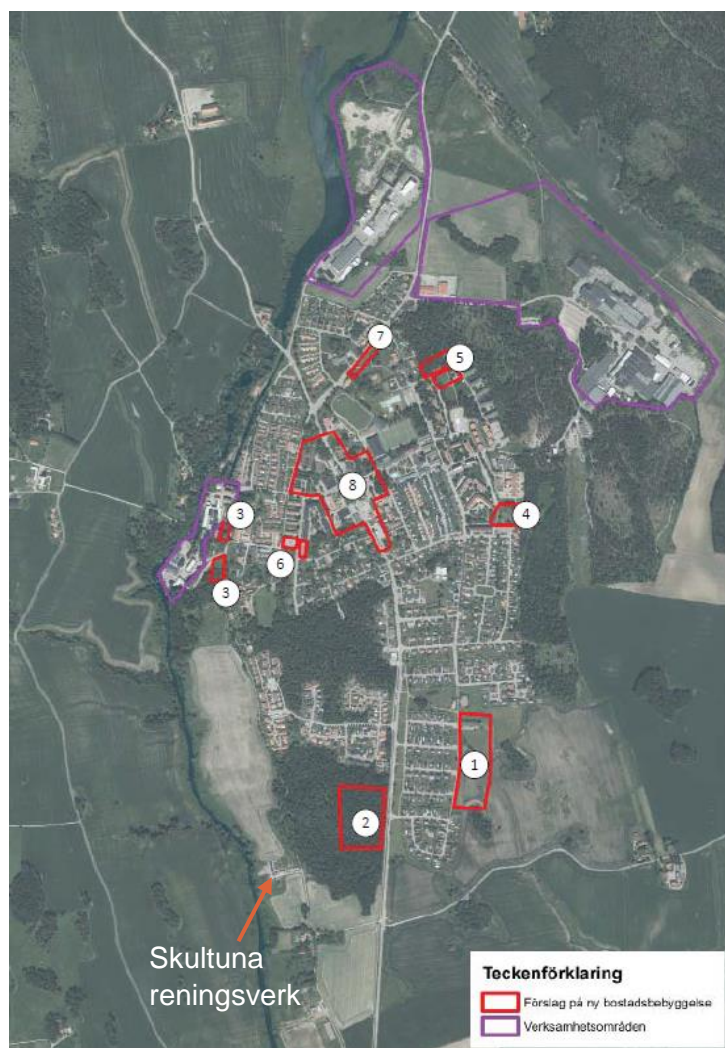 7
5
8
3
4
6
3
1
2
Skultuna
reningsverk
Teckenförklaring
Förslag på ny bostadsbebyggelse
Verksamhetsområden